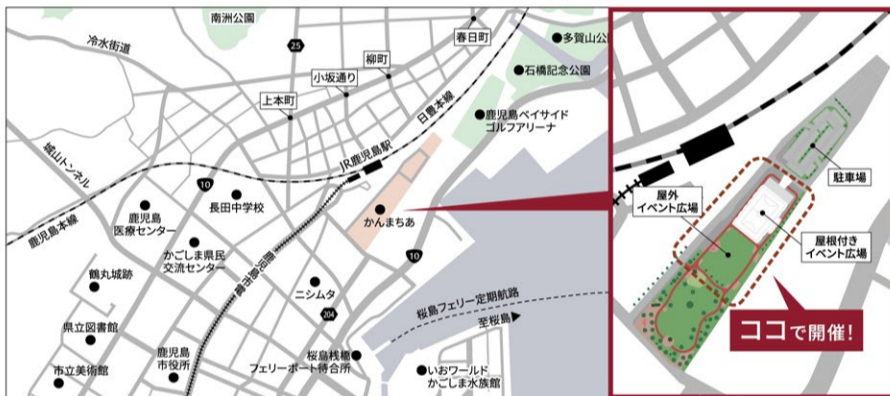 南洲公園
冷水街道
25
春日町
多賀山公
柳町
石橋記念公園
小坂通り
上本町
日豊本線
鹿児島ベイサイド
ゴルフアリーナ
JR鹿児島駅
城山トンネル
10
長田中学校
鹿児島本線
鹿児島
医療センター
かごしま県民
交流センター
かんまちあ
鹿児島市電
10
鶴丸城跡
ニシムタ
204
桜島フェリー定期航路
至桜島▶
県立図書館
鹿児島
市役所
市立美術館
桜島桟橋
フェリーポート待合所
いおワールド
かごしま水族館
駐車場
屋外
イベント広場
屋根付き
イベント広場
ココで開催!